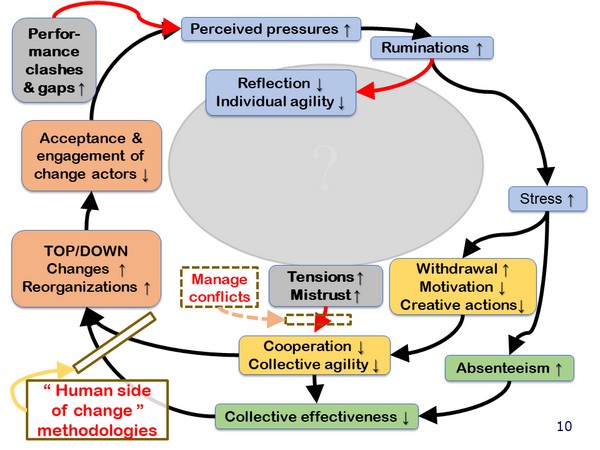 Perfor-
mance
clashes
& gaps ↑
Perceived pressures ↑
Ruminations ↑
Reflection ↓
Individual agility ↓
?
Acceptance &
engagement of
change actors ↓
Stress ↑
TOP/DOWN
Changes ↑
Reorganizations ↑
Manage
conflicts
Tensions ↑
Mistrust ↑
Withdrawal ↑
Motivation ↓
Creative actions ↓
Cooperation ↓
Collective agility ↓
Absenteeism ↑
“ Human side
of change ”
methodologies
Collective effectiveness ↓
10